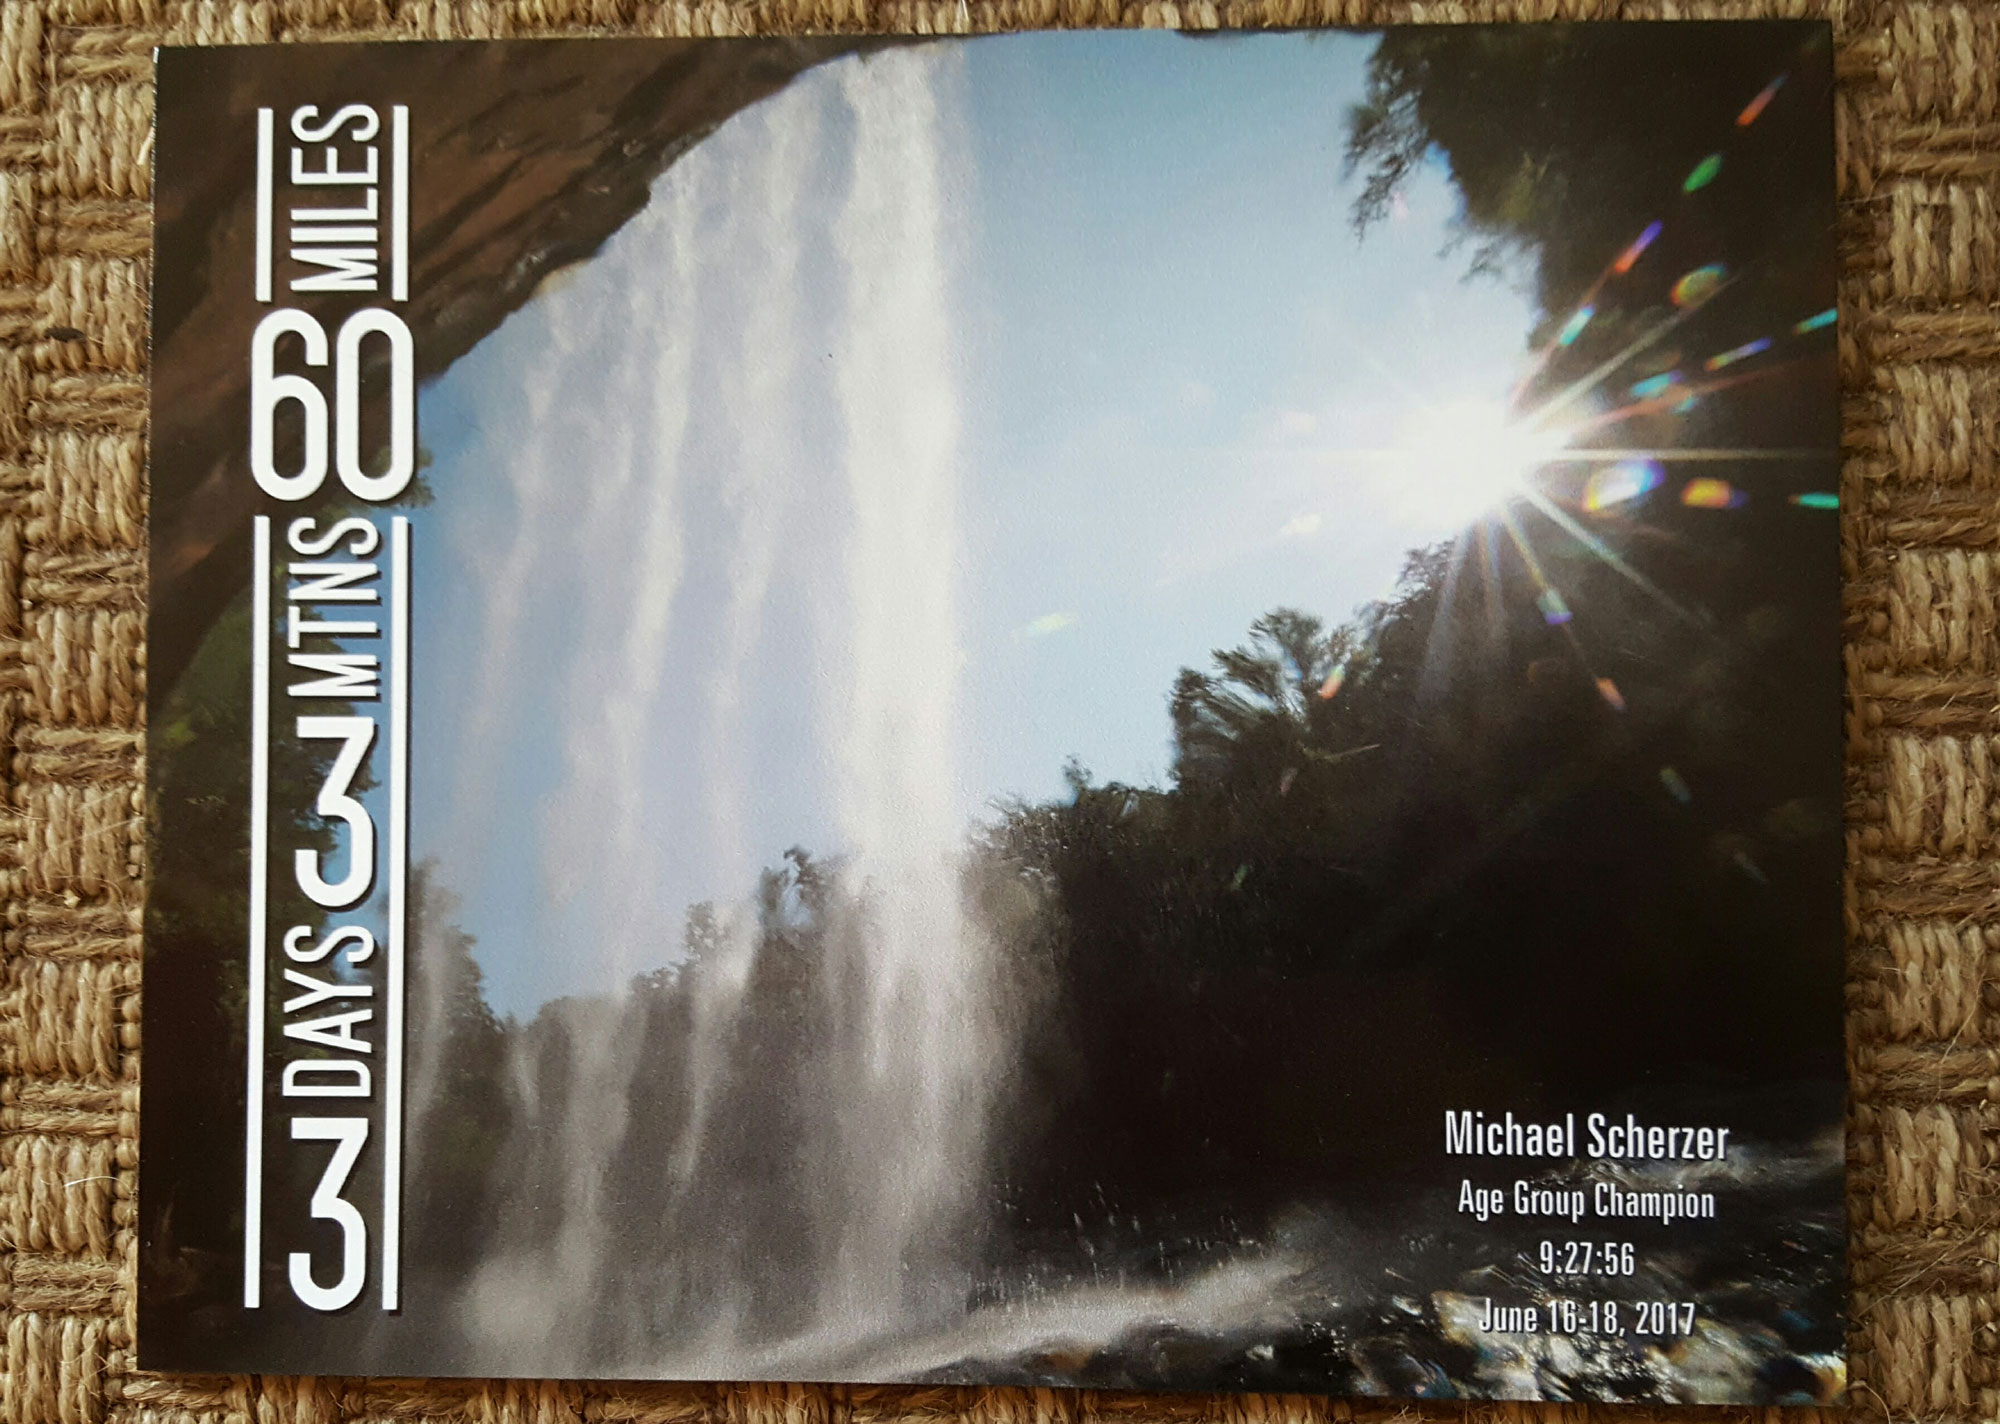 3 DAYS 3 MTNS 60 MILES
Michael Scherzer
Age Group Champion
9:27:56
June 16-18, 2017